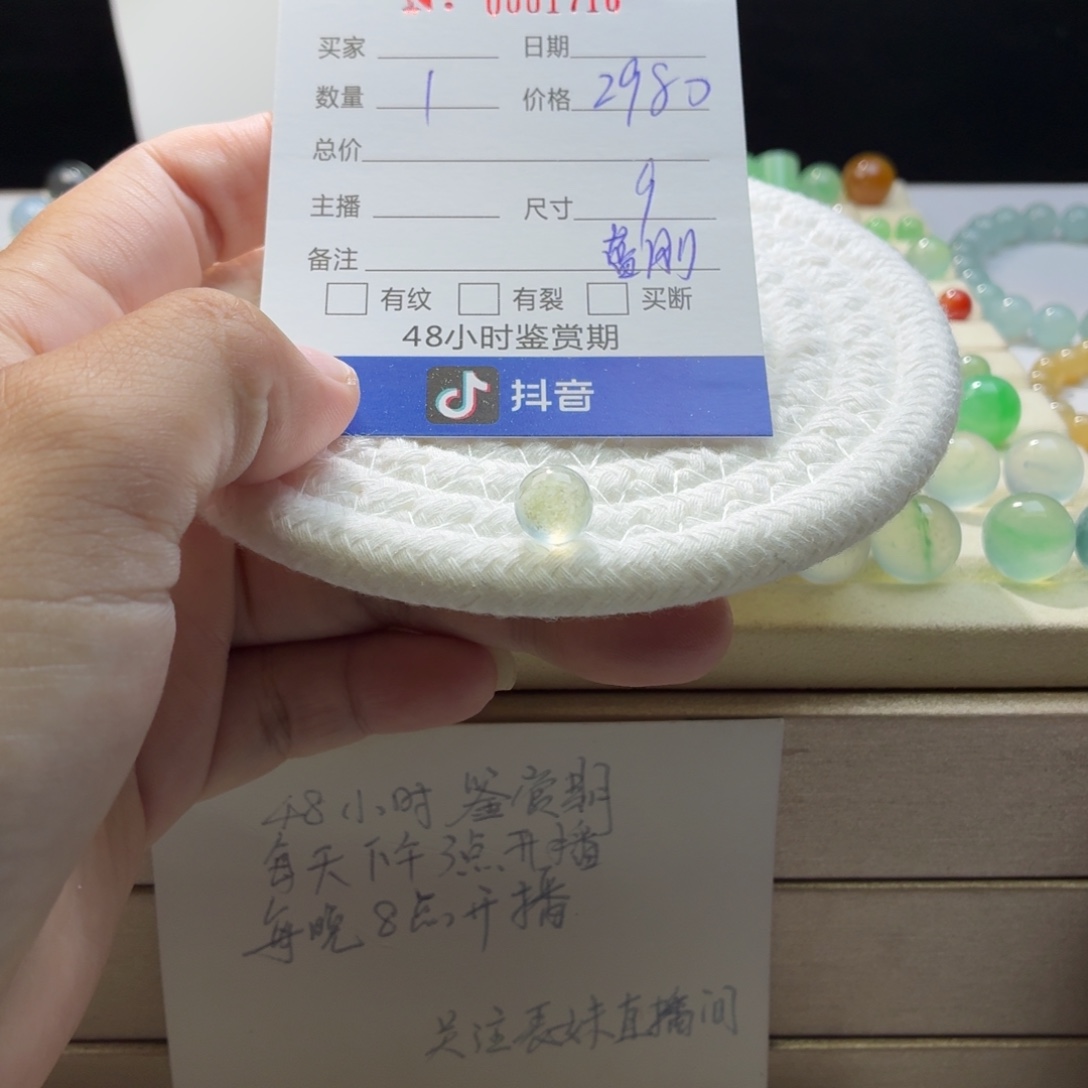 No. 0001716
买家 日期
数量 1 价格 2980
总价
主播 尺寸 9
备注 蓝刚
有纹 有裂 买断
48小时鉴赏期
抖音
48小时鉴赏期
每天下午3点开播
每晚8点开播
关注表妹直播间